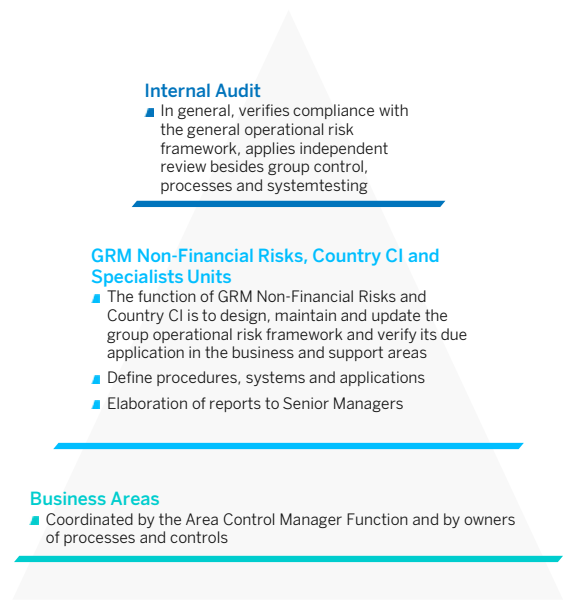 Internal Audit
In general, verifies compliance with
the general operational risk
framework, applies independent
review besides group control,
processes and systemtesting
GRM Non-Financial Risks, Country CI and
Specialists Units
The function of GRM Non-Financial Risks and
Country CI is to design, maintain and update the
group operational risk framework and verify its due
application in the business and support areas
Define procedures, systems and applications
Elaboration of reports to Senior Managers
Business Areas
Coordinated by the Area Control Manager Function and by owners
of processes and controls